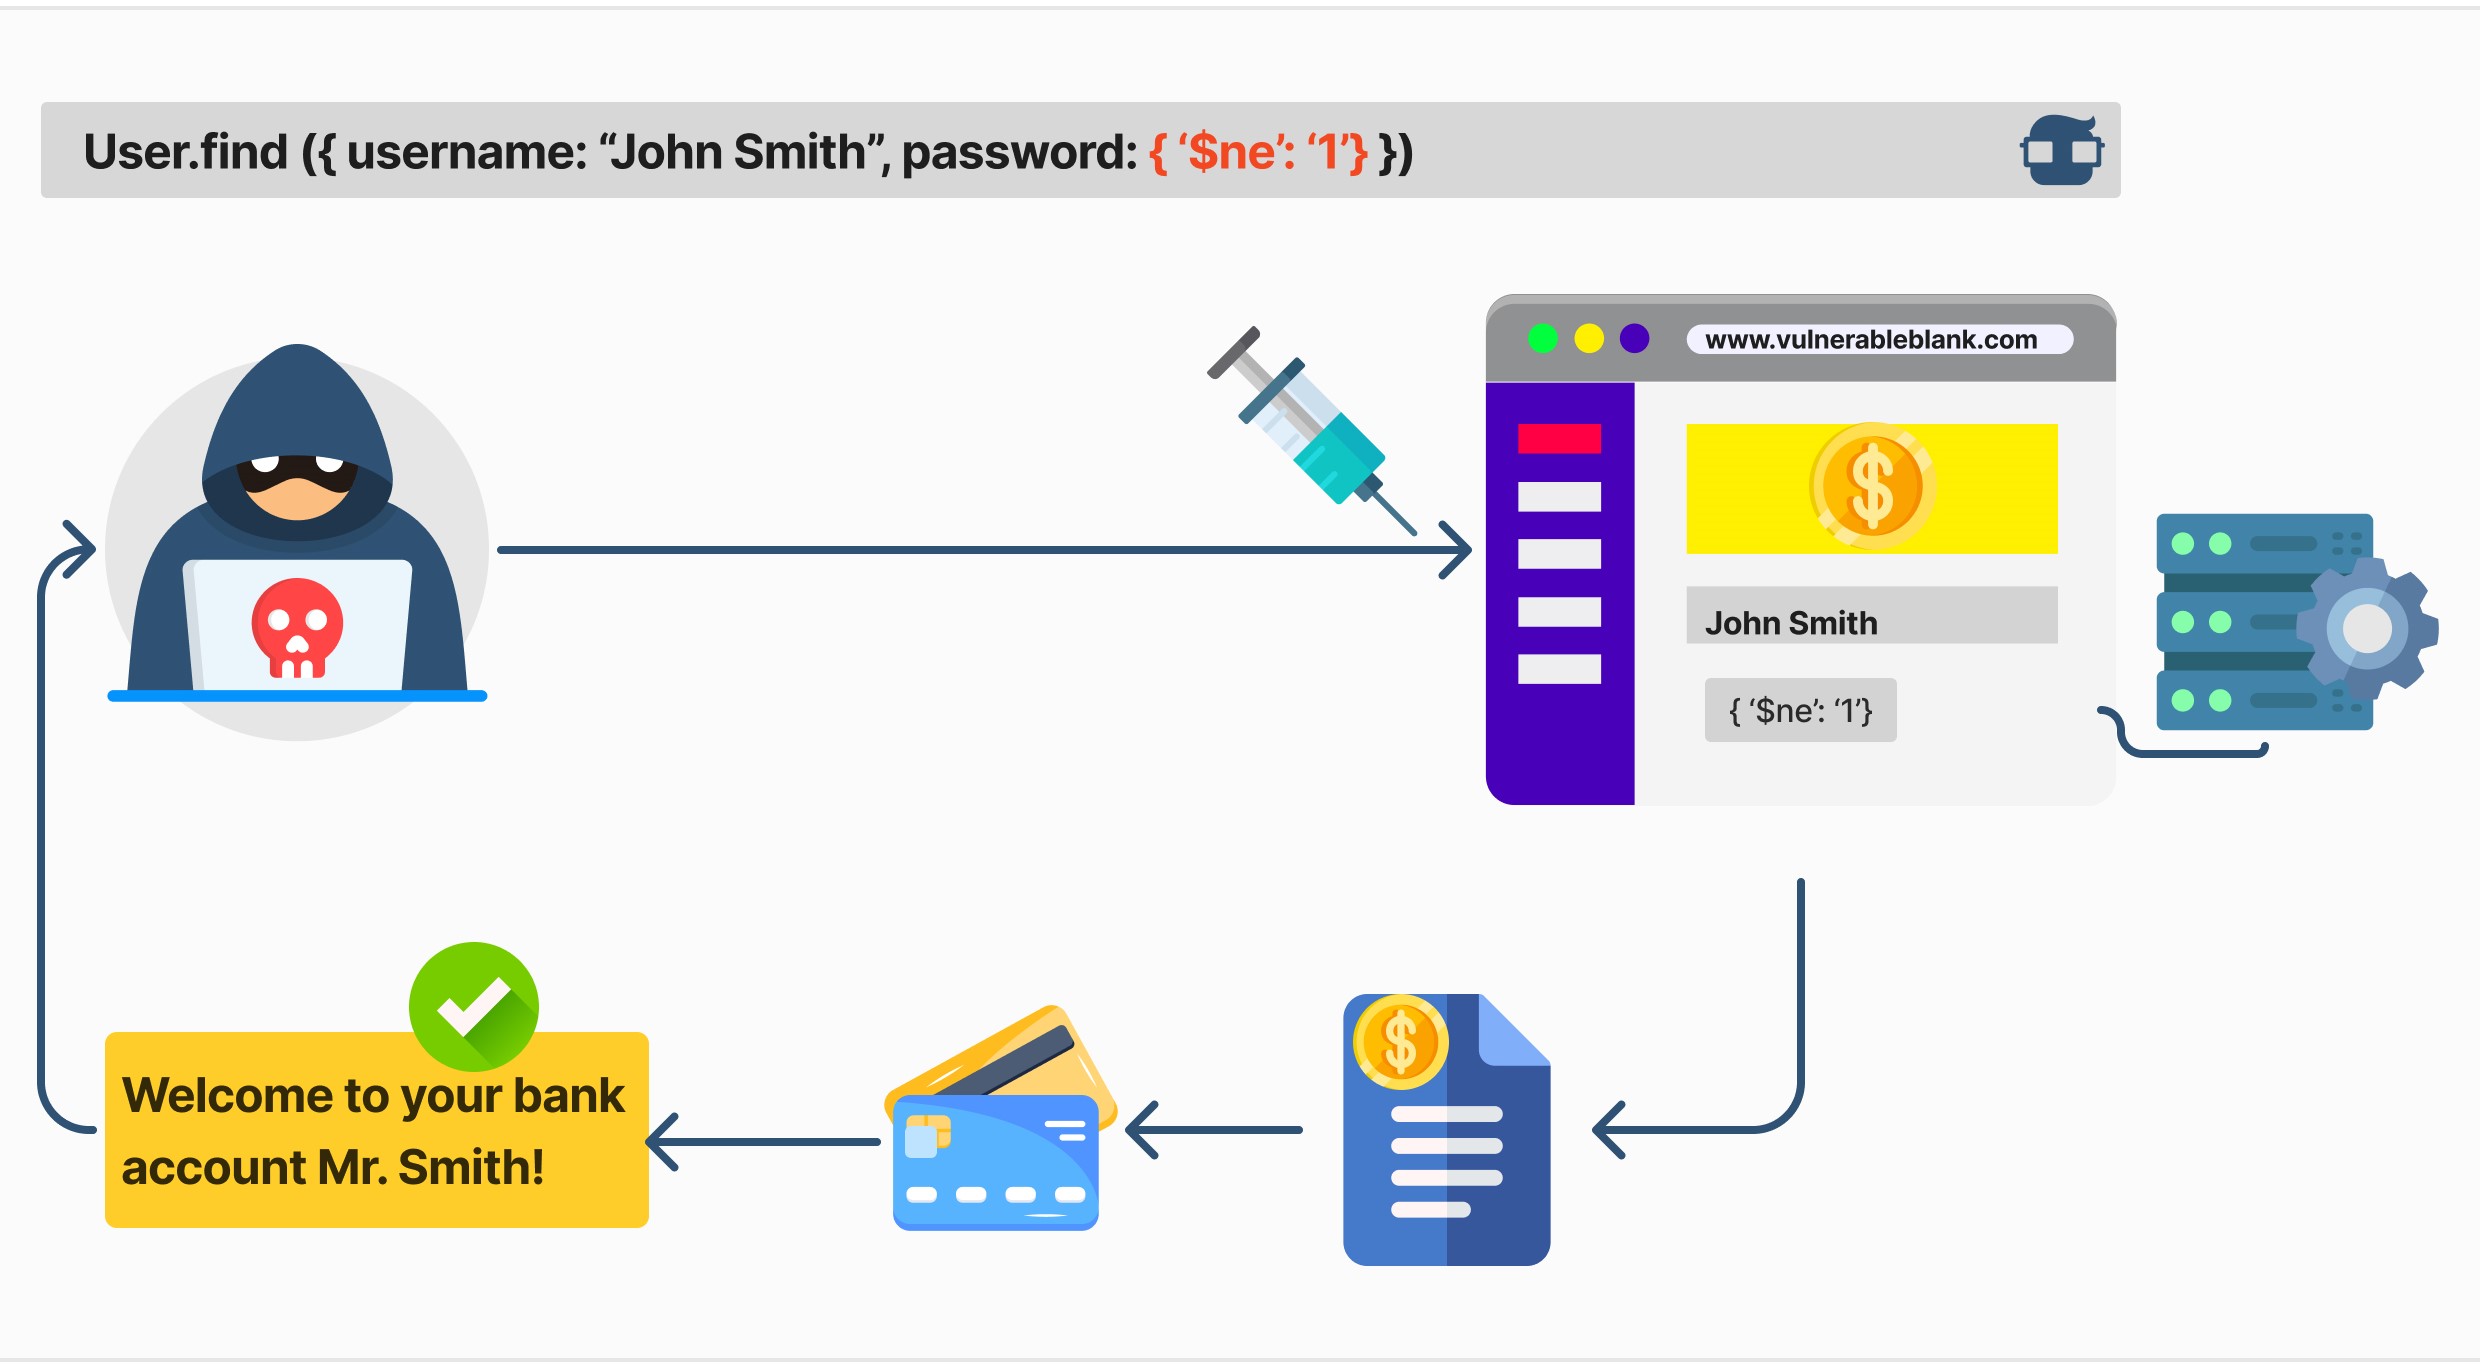 User.find ({ username: “John Smith”, password: { ‘$ne’: ‘1’} })
www.vulnerableblank.com
John Smith
{ ‘$ne’: ‘1’}
Welcome to your bank
account Mr. Smith!